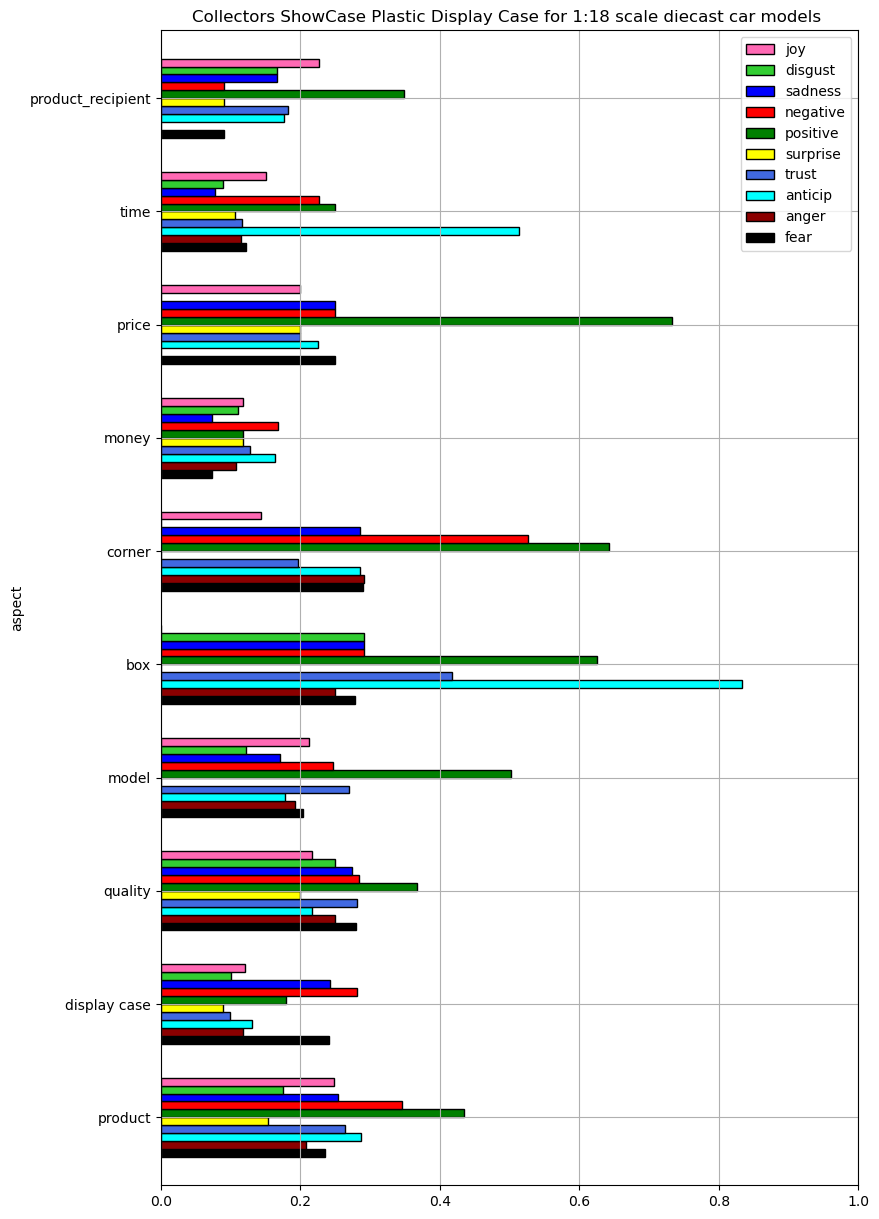 Collectors ShowCase Plastic Display Case for 1:18 scale diecast car models
joy
disgust
sadness
negative
positive
surprise
trust
anticip
anger
fear
product_recipient
time
price
money
corner
box
model
quality
display case
product
aspect
0.0 0.2 0.4 0.6 0.8 1.0